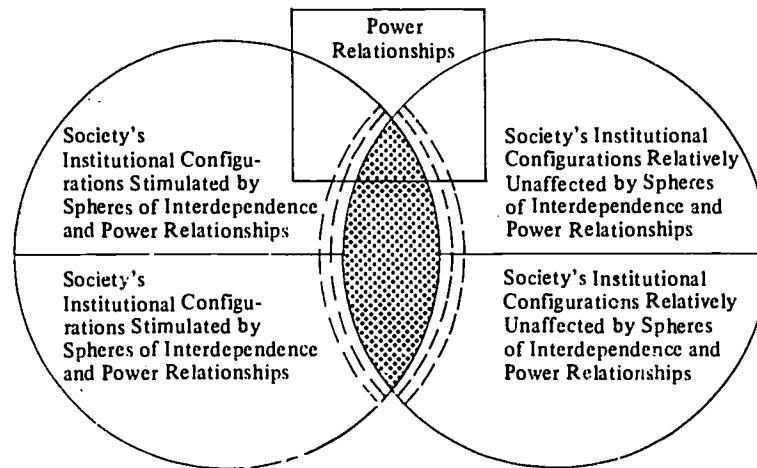 Power
Relationships
Society's
Institutional Configu-
rations Stimulated by
Spheres of Interdependence
and Power Relationships
Society's Institutional
Configurations Relatively
Unaffected by Spheres
of Interdependence and
Power Relationships
Society's
Institutional Configu-
rations Stimulated by
Spheres of Interdependence
and Power Relationships
Society's Institutional
Configurations Relatively
Unaffected by Spheres
of Interdependence and
Power Relationships